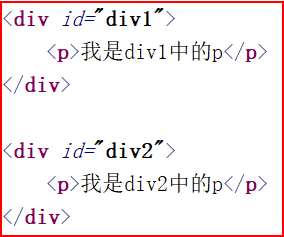 <div id="div1">
    <p>我是div1中的p</p>
</div>

<div id="div2">
    <p>我是div2中的p</p>
</div>